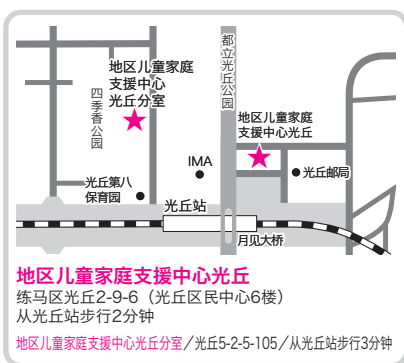 地区儿童家庭
支援中心
光丘分室
四季香公园
都立光丘公园
地区儿童家庭
支援中心光丘
IMA
光丘邮局
光丘第八
保育园
光丘站
月见大桥
地区儿童家庭支援中心光丘
练马区光丘2-9-6（光丘区民中心6楼）
从光丘站步行2分钟
地区儿童家庭支援中心光丘分室／光丘5-2-5-105／从光丘站步行3分钟